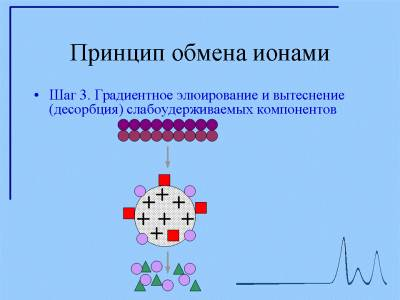 Принцип обмена ионами
• Шаг 3. Градиентное элюирование и вытеснение
(десорбция) слабоудерживаемых компонентов